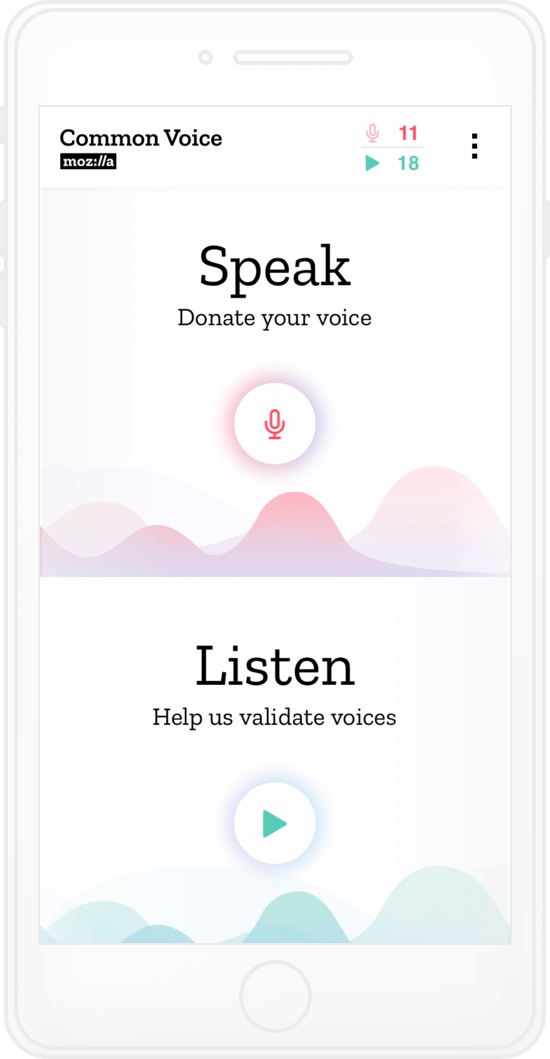 Common Voice
moz://a
11
18
Speak
Donate your voice
Listen
Help us validate voices